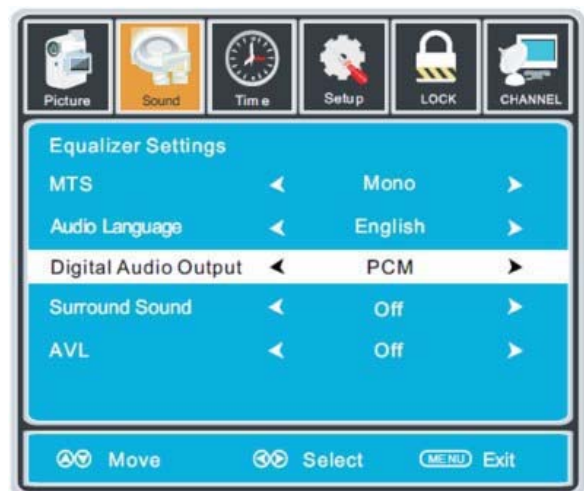 Picture Sound Time Setup LOCK CHANNEL
Equalizer Settings
MTS Mono
Audio Language English
Digital Audio Output PCM
Surround Sound Off
AVL Off
Move Select MENU Exit